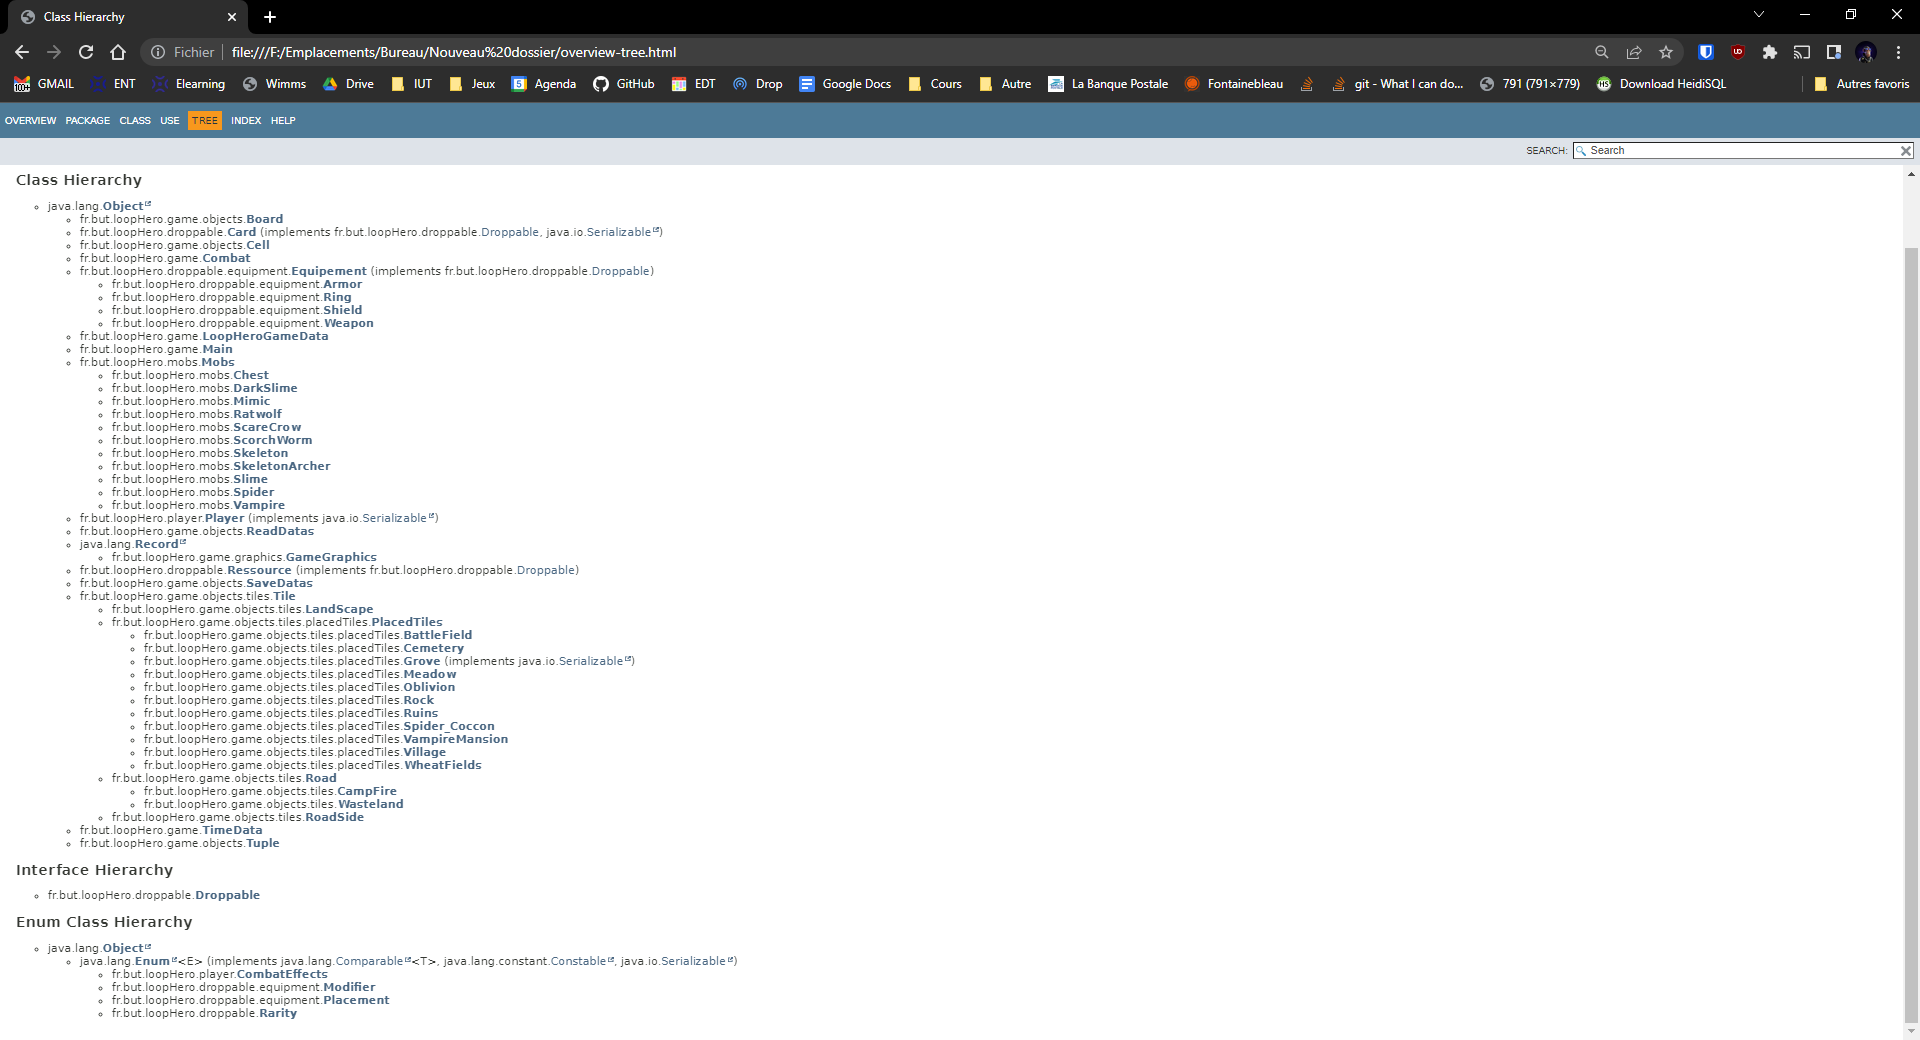 Class Hierarchy
Fichier file:///F:/Emplacements/Bureau/Nouveau%20dossier/overview-tree.html
GMAIL ENT Elearning Wimms Drive IUT Jeux Agenda GitHub EDT Drop Google Docs Cours Autre La Banque Postale Fontainebleau git - What I can do... 791 (791×779) Download HeidiSQL Autres favoris
OVERVIEW PACKAGE CLASS USE TREE INDEX HELP
SEARCH: Search
Class Hierarchy
java.lang.Object
fr.but.loopHero.game.objects.Board
fr.but.loopHero.droppable.Card (implements fr.but.loopHero.droppable.Droppable, java.io.Serializable)
fr.but.loopHero.game.objects.Cell
fr.but.loopHero.game.Combat
fr.but.loopHero.droppable.equipment.Equipement (implements fr.but.loopHero.droppable.Droppable)
fr.but.loopHero.droppable.equipment.Armor
fr.but.loopHero.droppable.equipment.Ring
fr.but.loopHero.droppable.equipment.Shield
fr.but.loopHero.droppable.equipment.Weapon
fr.but.loopHero.game.LoopHeroGameData
fr.but.loopHero.game.Main
fr.but.loopHero.mobs.Mobs
fr.but.loopHero.mobs.Chest
fr.but.loopHero.mobs.DarkSlime
fr.but.loopHero.mobs.Mimic
fr.but.loopHero.mobs.Ratwolf
fr.but.loopHero.mobs.ScareCrow
fr.but.loopHero.mobs.ScorchWorm
fr.but.loopHero.mobs.Skeleton
fr.but.loopHero.mobs.SkeletonArcher
fr.but.loopHero.mobs.Slime
fr.but.loopHero.mobs.Spider
fr.but.loopHero.mobs.Vampire
fr.but.loopHero.player.Player (implements java.io.Serializable)
fr.but.loopHero.game.objects.ReadDatas
java.lang.Record
fr.but.loopHero.game.graphics.GameGraphics
fr.but.loopHero.droppable.Ressource (implements fr.but.loopHero.droppable.Droppable)
fr.but.loopHero.game.objects.SaveDatas
fr.but.loopHero.game.objects.tiles.Tile
fr.but.loopHero.game.objects.tiles.LandScape
fr.but.loopHero.game.objects.tiles.placedTiles.PlacedTiles
fr.but.loopHero.game.objects.tiles.placedTiles.BattleField
fr.but.loopHero.game.objects.tiles.placedTiles.Cemetery
fr.but.loopHero.game.objects.tiles.placedTiles.Grove (implements java.io.Serializable)
fr.but.loopHero.game.objects.tiles.placedTiles.Meadow
fr.but.loopHero.game.objects.tiles.placedTiles.Oblivion
fr.but.loopHero.game.objects.tiles.placedTiles.Rock
fr.but.loopHero.game.objects.tiles.placedTiles.Ruins
fr.but.loopHero.game.objects.tiles.placedTiles.Spider_Coccon
fr.but.loopHero.game.objects.tiles.placedTiles.VampireMansion
fr.but.loopHero.game.objects.tiles.placedTiles.Village
fr.but.loopHero.game.objects.tiles.placedTiles.WheatFields
fr.but.loopHero.game.objects.tiles.Road
fr.but.loopHero.game.objects.tiles.CampFire
fr.but.loopHero.game.objects.tiles.Wasteland
fr.but.loopHero.game.objects.tiles.RoadSide
fr.but.loopHero.game.TimeData
fr.but.loopHero.game.objects.Tuple
Interface Hierarchy
fr.but.loopHero.droppable.Droppable
Enum Class Hierarchy
java.lang.Object
java.lang.Enum<E> (implements java.lang.Comparable<T>, java.lang.constant.Constable, java.io.Serializable)
fr.but.loopHero.player.CombatEffects
fr.but.loopHero.droppable.equipment.Modifier
fr.but.loopHero.droppable.equipment.Placement
fr.but.loopHero.droppable.Rarity